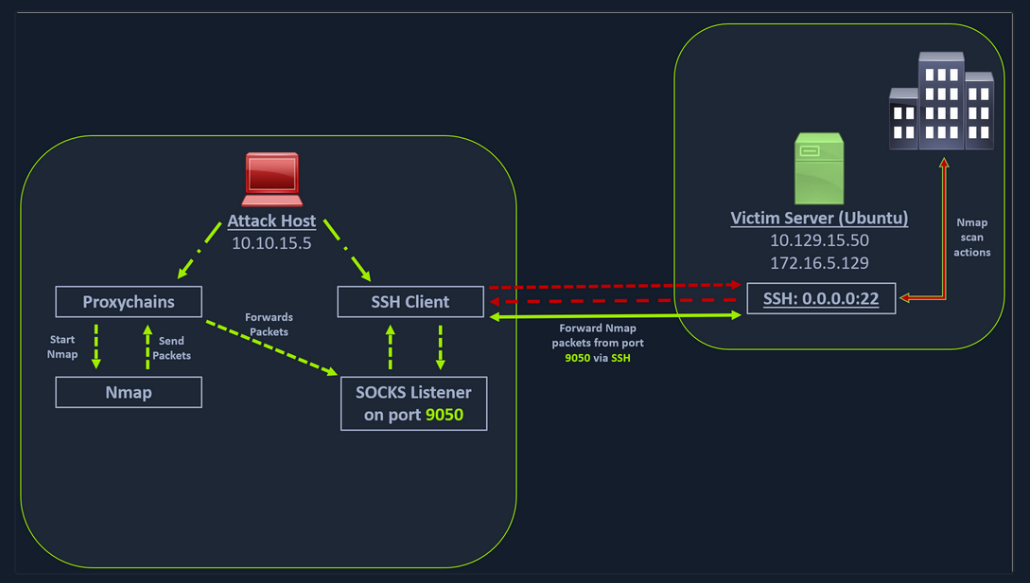 Attack Host
10.10.15.5
Proxychains
SSH Client
Start
Nmap
Send
Packets
Forwards
Packets
Nmap
SOCKS Listener
on port 9050
Forward Nmap
packets from port
9050 via SSH
Victim Server (Ubuntu)
10.129.15.50
172.16.5.129
SSH: 0.0.0.0:22
Nmap
scan
actions